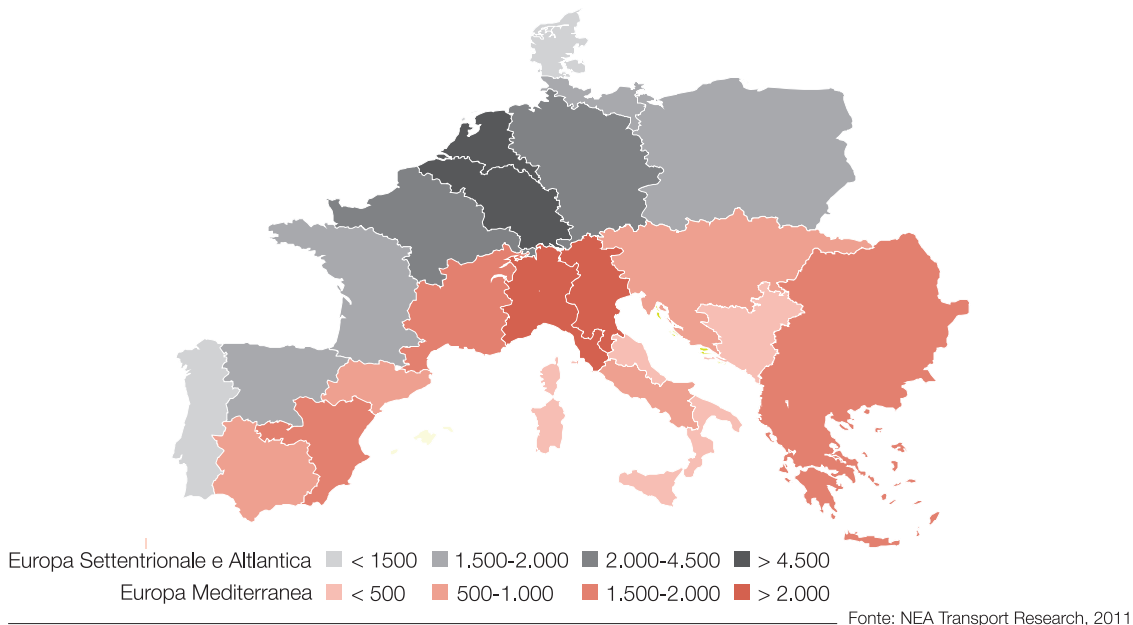 Europa Settentrionale e Altlantica < 1500 1.500-2.000 2.000-4.500 > 4.500
Europa Mediterranea < 500 500-1.000 1.500-2.000 > 2.000
Fonte: NEA Transport Research, 2011